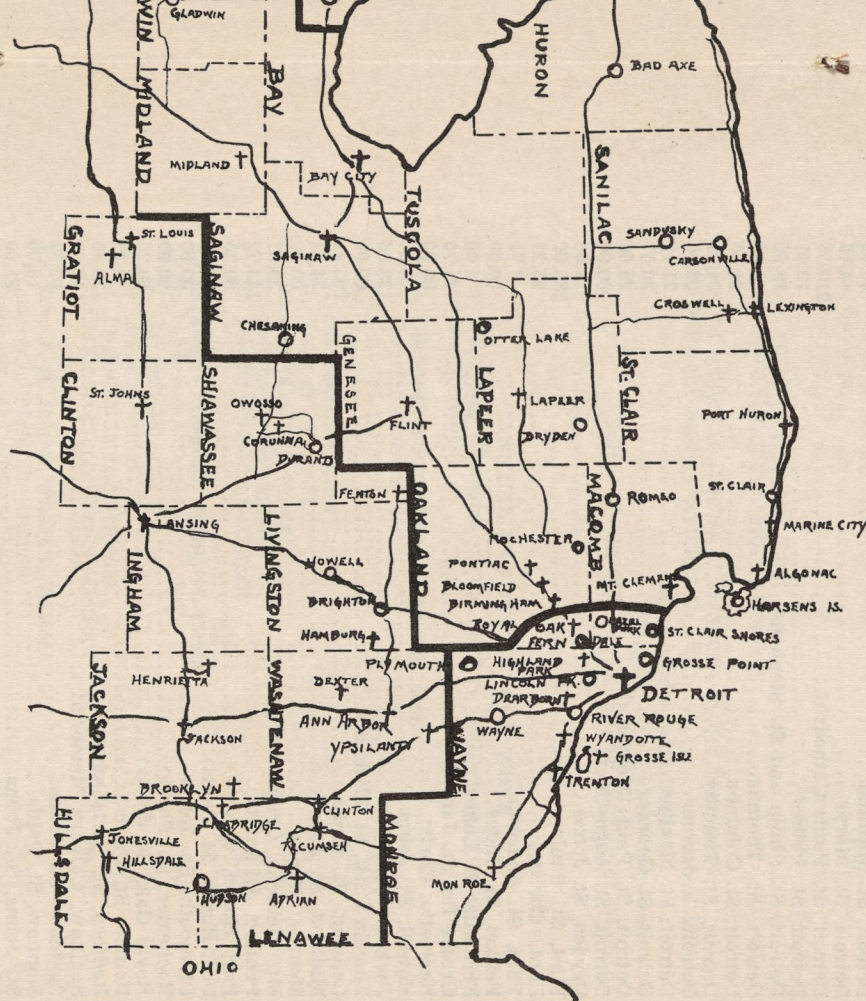 WIN
GLADWIN
HURON
BAD AXE
BAY
MIDLAND
MIDLAND
BAY CITY
TUSCOLA
SANILAC
ST. LOUIS
SAGINAW
SAGINAW
GRATIOT
ALMA
SANDUSKY
CARSONVILLE
CROSWELL
LEXINGTON
CHESANING
GENESEE
OTTER LAKE
CLINTON
SHIAWASSEE
ST. JOHNS
OWOSSO
CORUNNA
DURAND
FLINT
LAPEER
LAPEER
DRYDEN
ST. CLAIR
PORT HURON
FENTON
OAKLAND
MACOMB
ROMEO
ST. CLAIR
MARINE CITY
LANSING
INGHAM
LIVINGSTON
HOWELL
BRIGHTON
HAMBURG
ROCHESTER
PONTIAC
BLOOMFIELD
BIRMINGHAM
MT. CLEMENS
ALGONAC
HARSENS IS.
ROYAL OAK
HAZEL PARK
FERNDALE
ST. CLAIR SHORES
PLYMOUTH
HIGHLAND PARK
GROSSE POINT
LINCOLN PK.
DETROIT
DEARBORN
JACKSON
HENRIETTA
WASHTENAW
DEXTER
ANN ARBOR
YPSILANTI
WAYNE
WAYNE
RIVER ROUGE
WYANDOTTE
GROSSE ISLE
TRENTON
JACKSON
BROOKLYN
HILLSDALE
JONESVILLE
HILLSDALE
CAMBRIDGE
CLINTON
TECUMSEH
HUDSON
ADRIAN
MONROE
MONROE
LENAWEE
OHIO